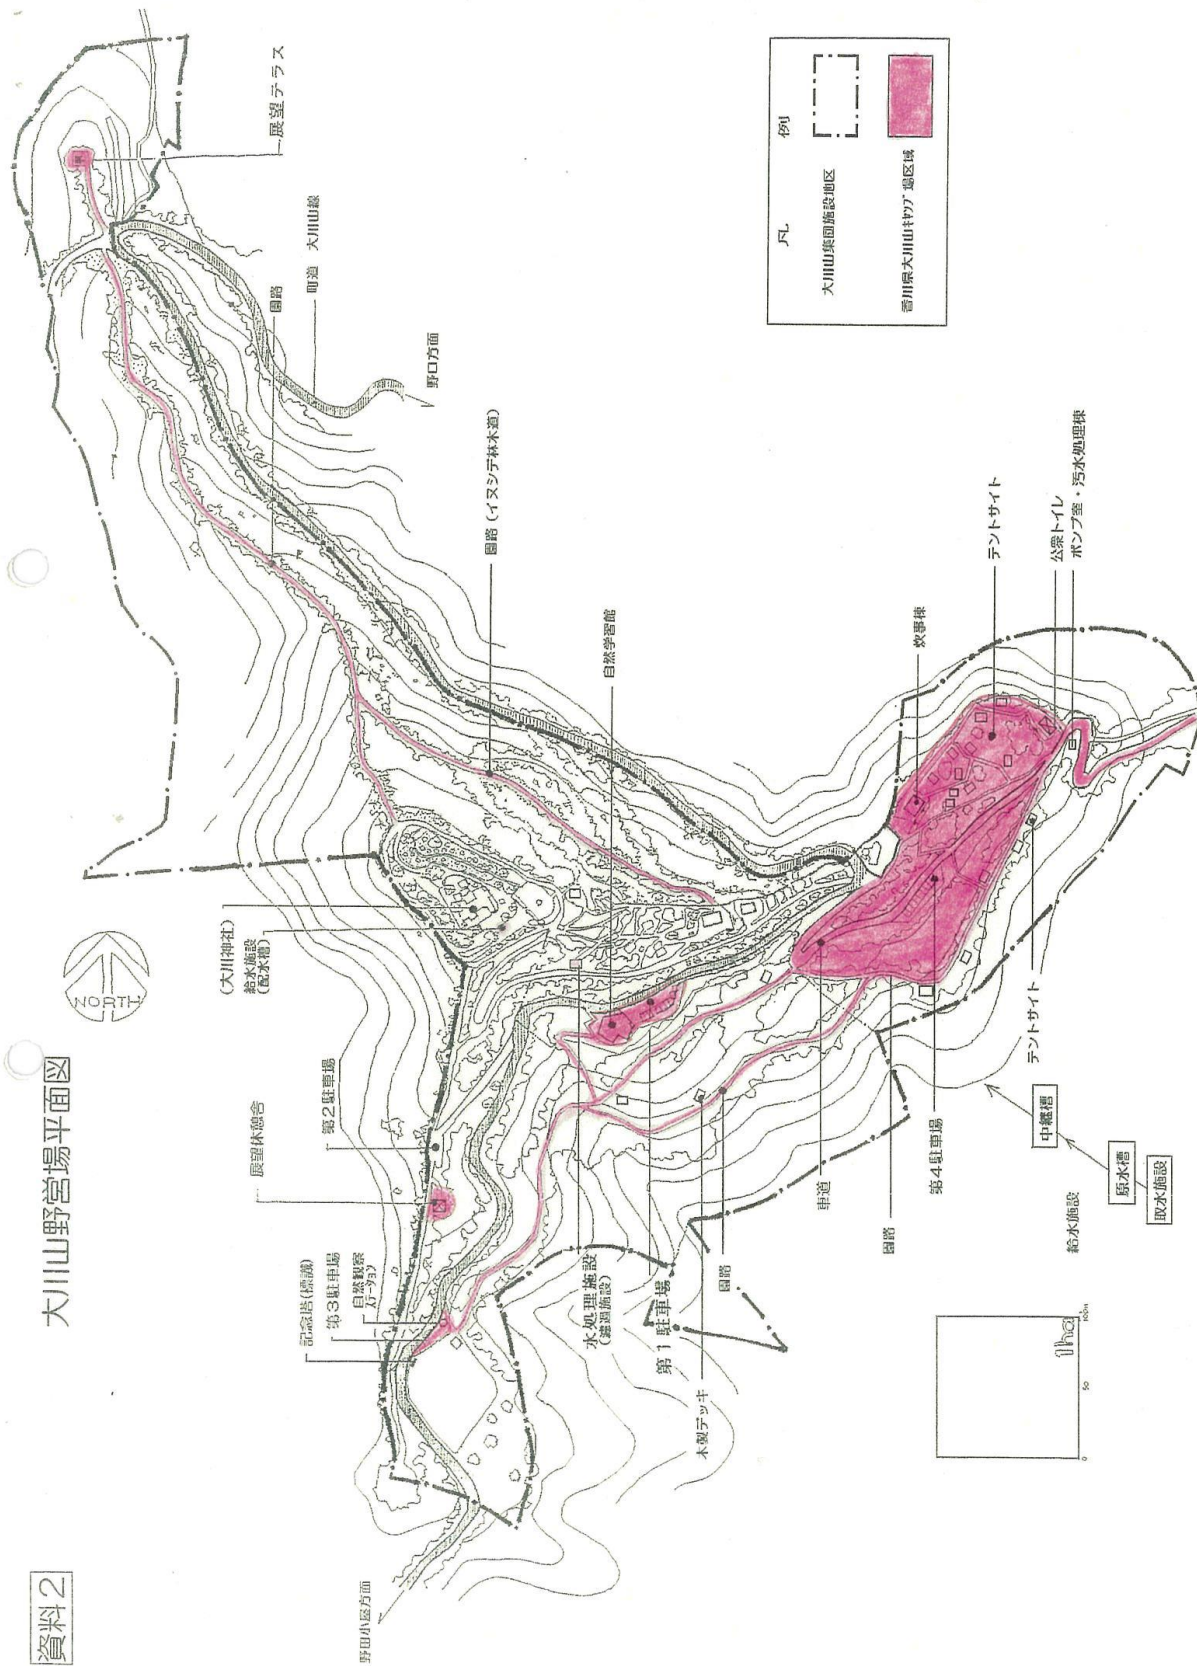 資料2
大川山野営場平面図
NORTH
野田小屋方面
記念塔(標識)
第3駐車場
自然観察
ステーション
展望休憩舎
第2駐車場
(大川神社)
給水施設
(配水槽)
展望テラス
園路
町道 大川山線
野口方面
園路(イヌシデ林木道)
自然学習館
水処理施設
(濾過施設)
第1駐車場
園路
木製デッキ
車道
園路
第4駐車場
炊事棟
テントサイト
公衆トイレ
ポンプ室・汚水処理棟
テントサイト
中継槽
原水槽
取水施設
給水施設
凡例
大川山集団施設地区
香川県大川山キャンプ場区域
1ha
0 50 100m